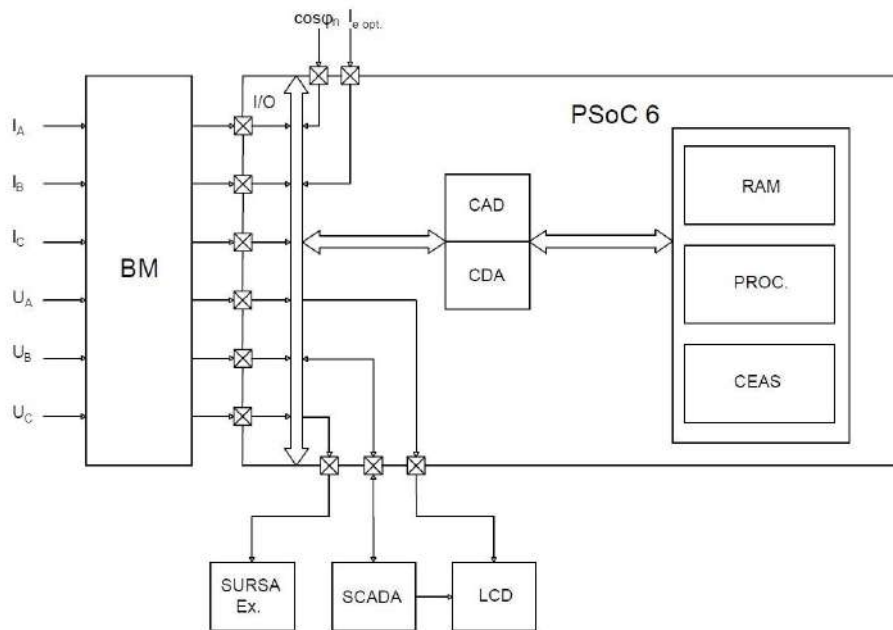 cosφn Ie opt.
I/O
PSoC 6
IA
IB
IC
UA
UB
UC
BM
CAD
CDA
RAM
PROC.
CEAS
SURSA
Ex.
SCADA
LCD